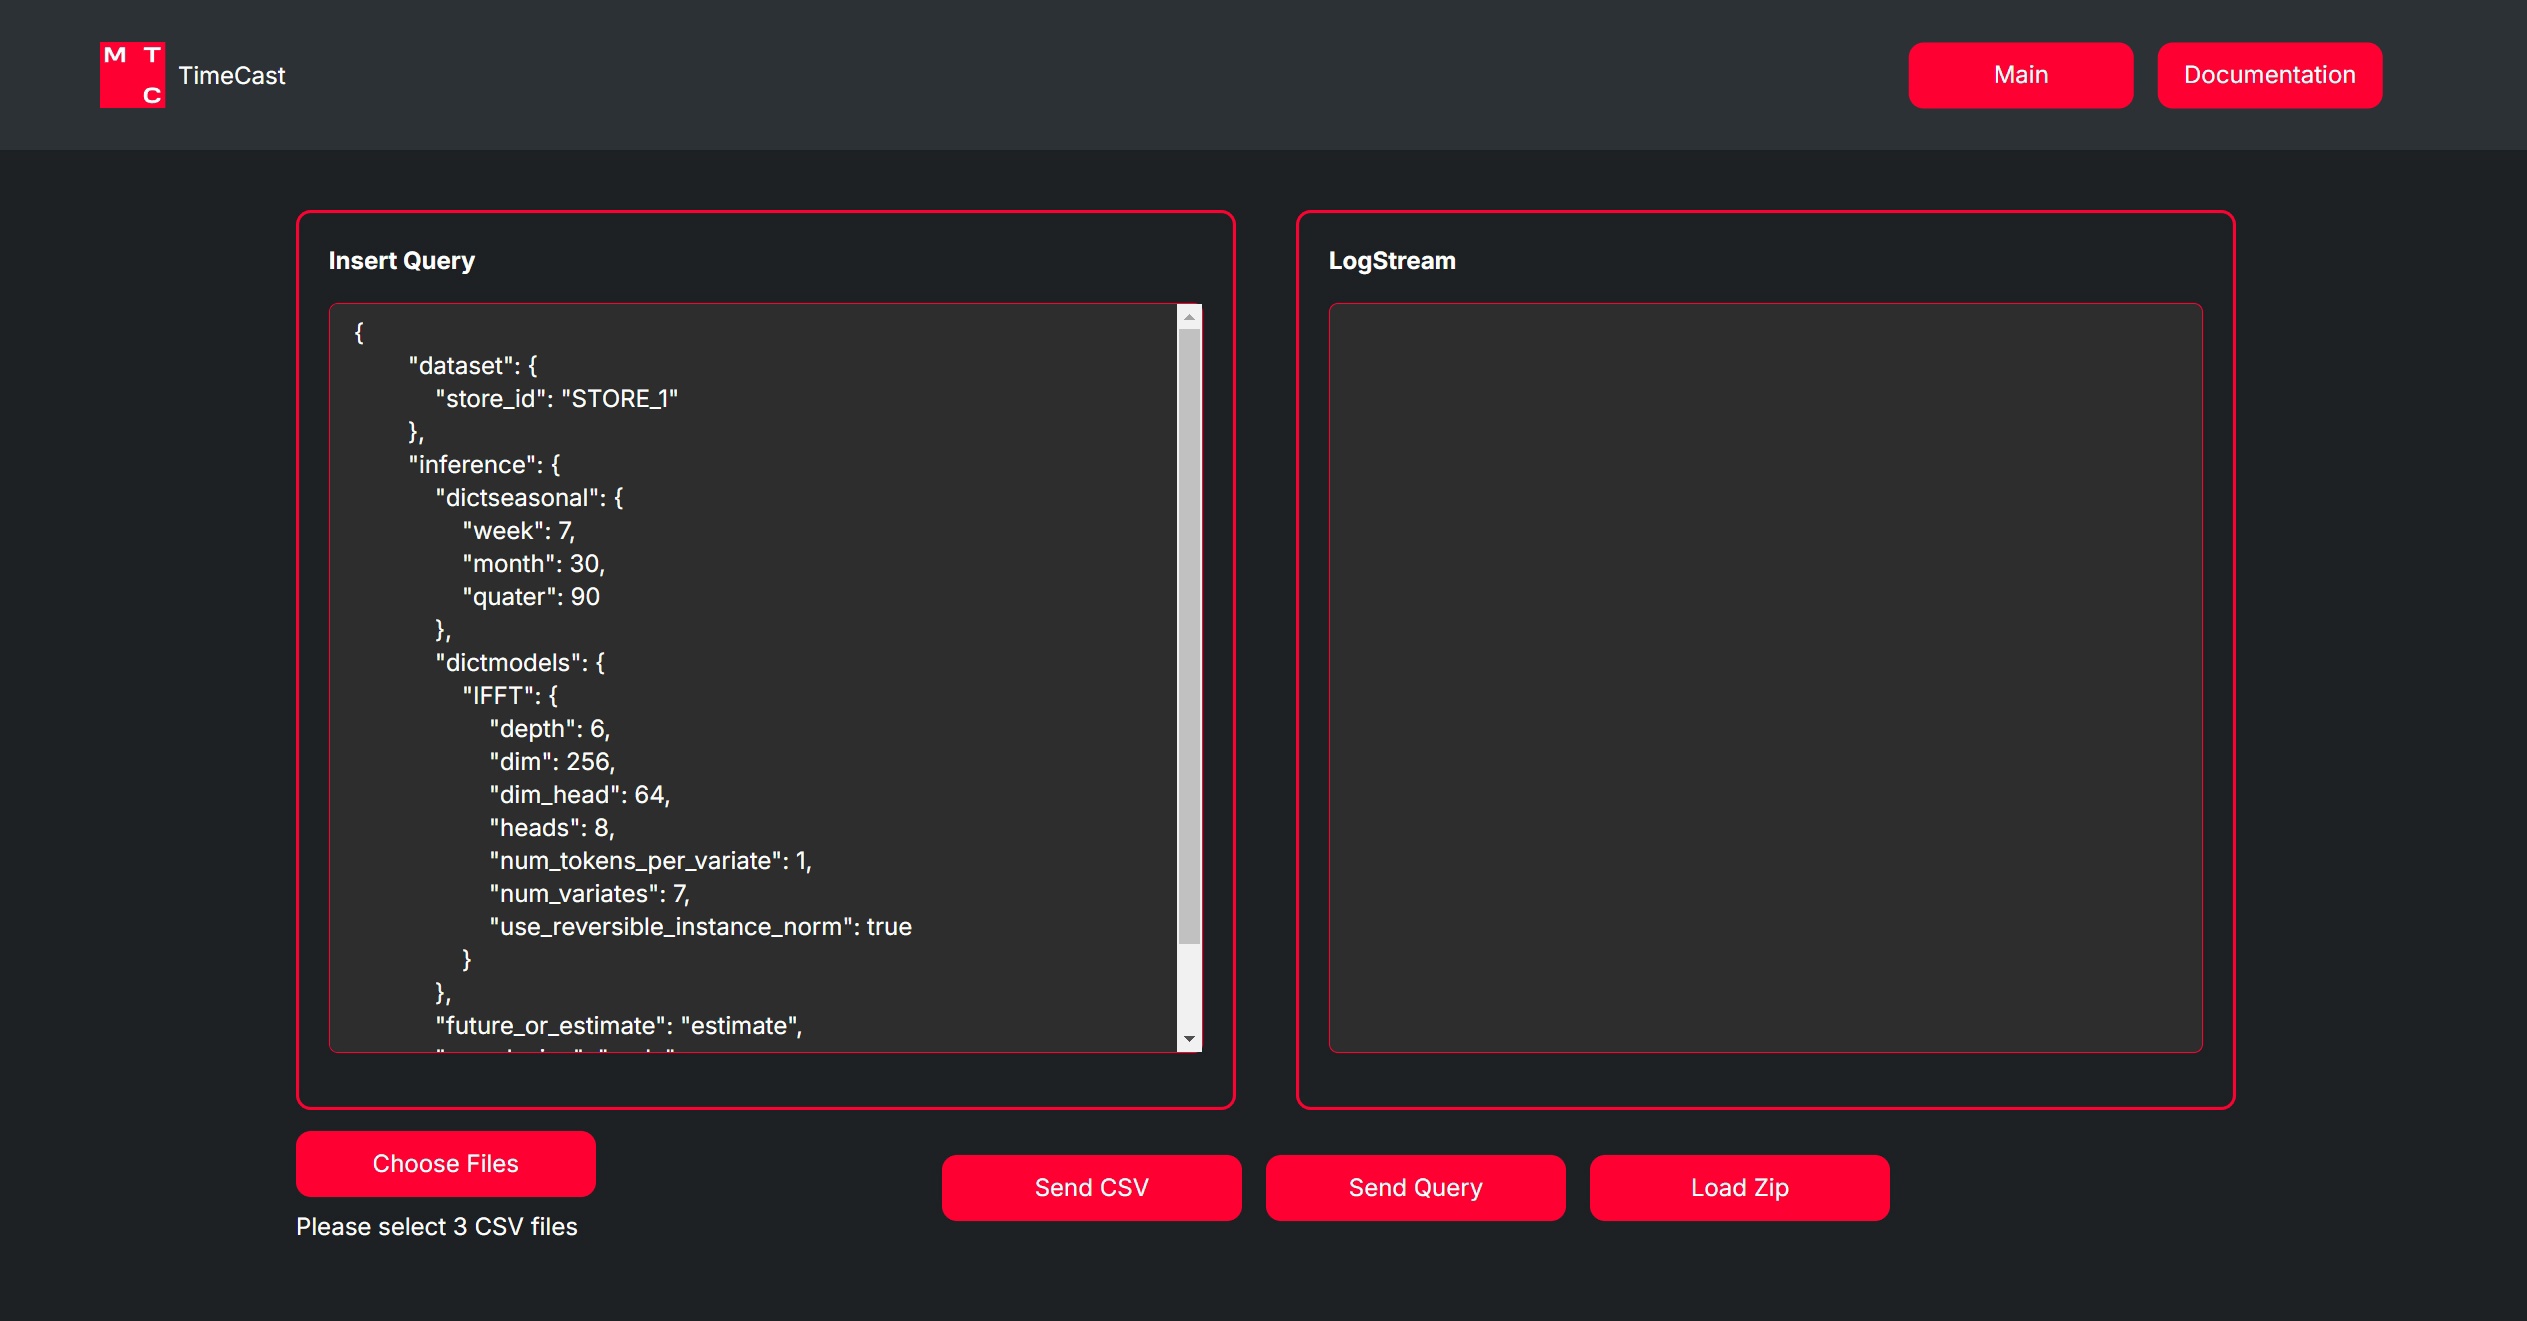 M T
C
TimeCast
Main
Documentation
Insert Query
{
"dataset": {
"store_id": "STORE_1"
},
"inference": {
"dictseasonal": {
"week": 7,
"month": 30,
"quater": 90
},
"dictmodels": {
"IFFT": {
"depth": 6,
"dim": 256,
"dim_head": 64,
"heads": 8,
"num_tokens_per_variate": 1,
"num_variates": 7,
"use_reversible_instance_norm": true
}
},
"future_or_estimate": "estimate",
LogStream
Choose Files
Please select 3 CSV files
Send CSV
Send Query
Load Zip